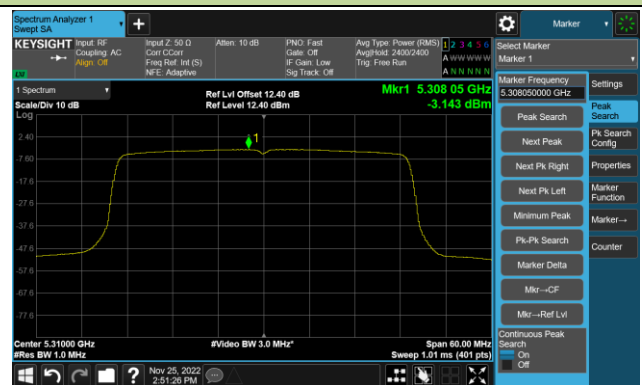 Spectrum Analyzer 1
Swept SA
+
Marker
KEYSIGHT
Input: RF
Coupling: AC
Align: Off
Input Z: 50 Ω
Corr CCorr
Freq Ref: Int (S)
NFE: Adaptive
Atten: 10 dB
PNO: Fast
Gate: Off
IF Gain: Low
Sig Track: Off
Avg Type: Power (RMS)
Avg|Hold: 2400/2400
Trig: Free Run
1 2 3 4 5 6
A W W W W W
A N N N N N
Select Marker
Marker 1
LXI
1 Spectrum
Scale/Div 10 dB
Log
Ref Lvl Offset 12.40 dB
Ref Level 12.40 dBm
Mkr1 5.308 05 GHz
-3.143 dBm
Marker Frequency
5.308050000 GHz
Settings
Peak Search
Peak
Search
Next Peak
Pk Search
Config
Next Pk Right
Properties
Next Pk Left
Marker
Function
Minimum Peak
Marker→
Pk-Pk Search
Counter
Marker Delta
Mkr→CF
Mkr→Ref Lvl
Continuous Peak
Search
On
Off
1
2.40
-7.60
-17.6
-27.6
-37.6
-47.6
-57.6
-67.6
-77.6
Center 5.31000 GHz
#Res BW 1.0 MHz
#Video BW 3.0 MHz*
Span 60.00 MHz
Sweep 1.01 ms (401 pts)
?
Nov 25, 2022
2:51:26 PM